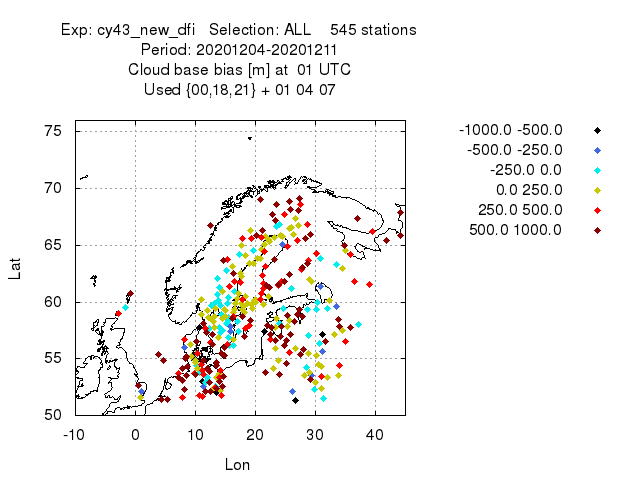 Exp: cy43_new_dfi   Selection: ALL    545 stations
Period: 20201204-20201211
Cloud base bias [m] at  01 UTC
Used {00,18,21} + 01 04 07
-1000.0 -500.0
-500.0 -250.0
-250.0 0.0
0.0 250.0
250.0 500.0
500.0 1000.0
Lat
75
70
65
60
55
50
-10 0 10 20 30 40
Lon